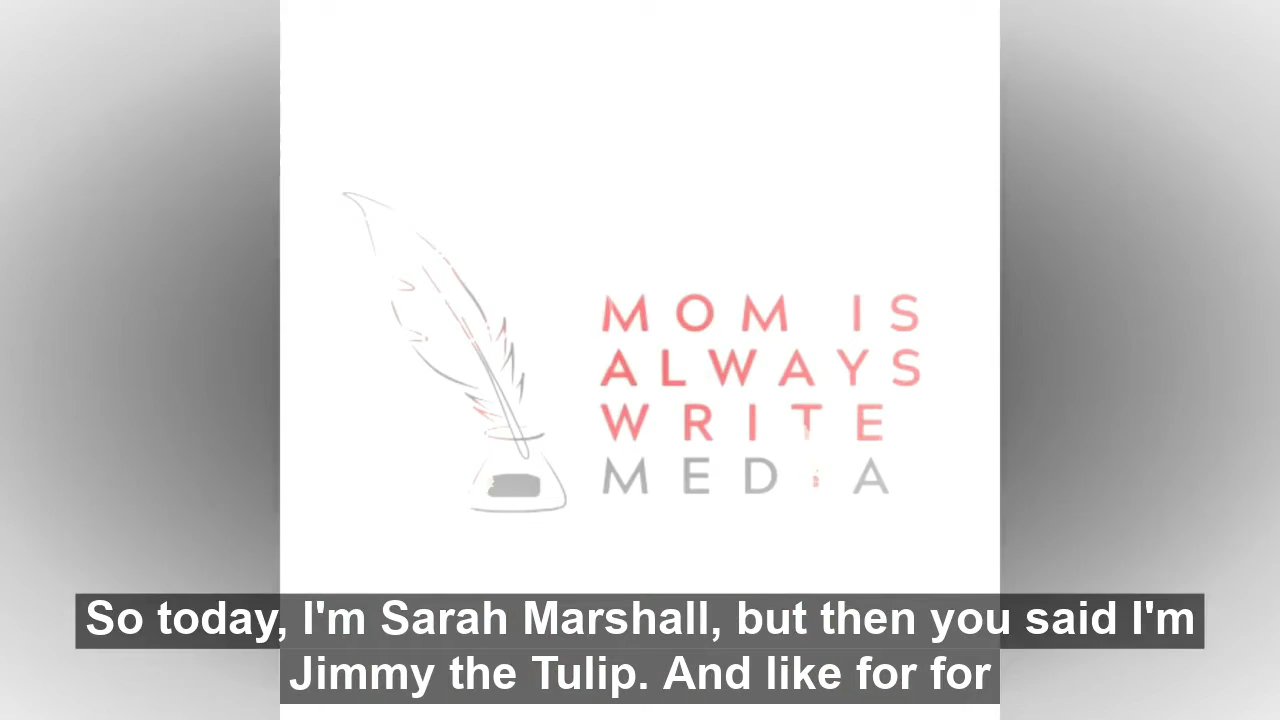 MOM IS
ALWAYS
WRITE
MEDIA
So today, I'm Sarah Marshall, but then you said I'm
Jimmy the Tulip. And like for for